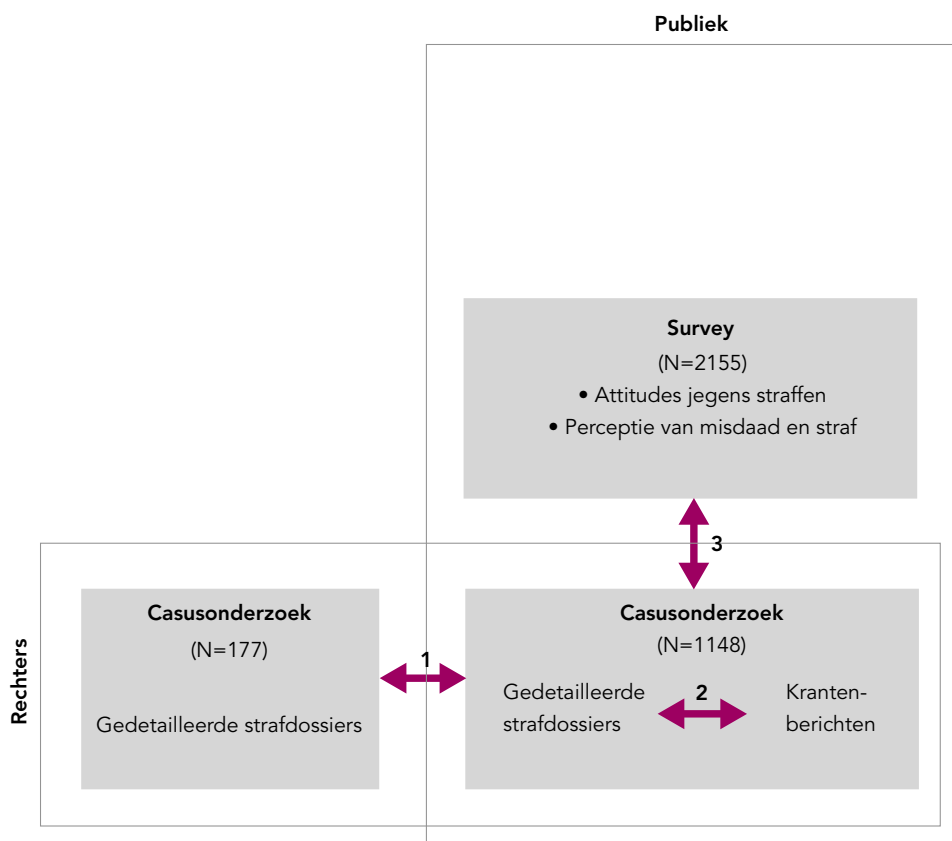 Publiek
Survey
(N=2155)
• Attitudes jegens straffen
• Perceptie van misdaad en straf
3
Rechters
Casusonderzoek
(N=177)
Gedetailleerde strafdossiers
1
Casusonderzoek
(N=1148)
Gedetailleerde
strafdossiers
2
Kranten-
berichten